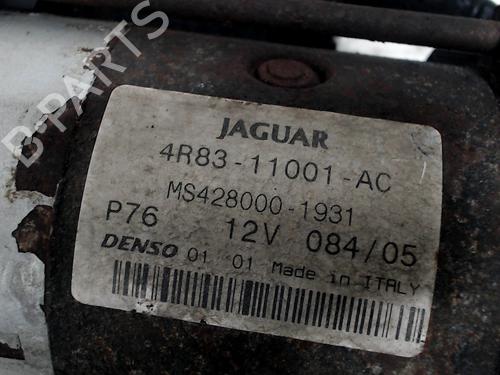 B-PARTS
JAGUAR
4R83-11001-AC
MS428000-1931
P76 12V 084/05
DENSO 01 01 Made in ITALY